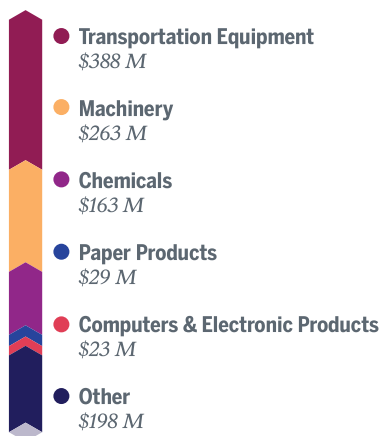 Transportation Equipment
$388 M
Machinery
$263 M
Chemicals
$163 M
Paper Products
$29 M
Computers & Electronic Products
$23 M
Other
$198 M